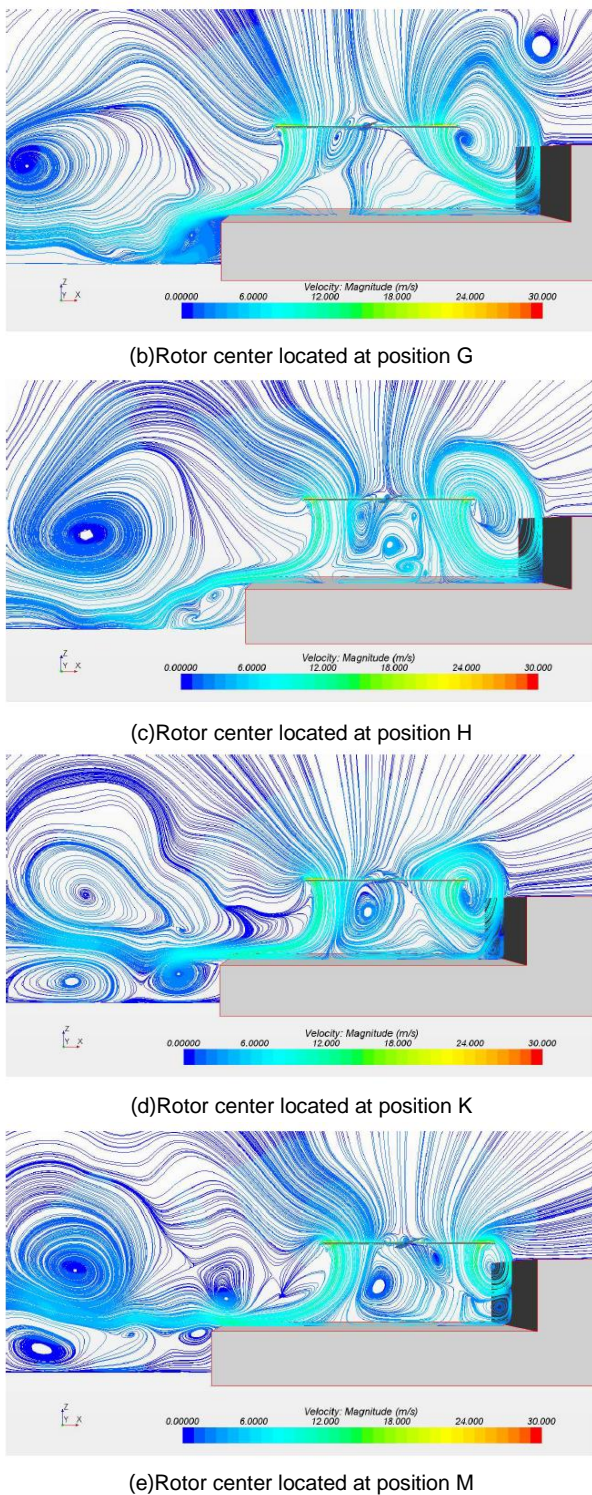 Z
Y X
Velocity: Magnitude (m/s)
0.00000 6.0000 12.000 18.000 24.000 30.000
(b)Rotor center located at position G
Z
Y X
Velocity: Magnitude (m/s)
0.00000 6.0000 12.000 18.000 24.000 30.000
(c)Rotor center located at position H
Z
Y X
Velocity: Magnitude (m/s)
0.00000 6.0000 12.000 18.000 24.000 30.000
(d)Rotor center located at position K
Z
Y X
Velocity: Magnitude (m/s)
0.00000 6.0000 12.000 18.000 24.000 30.000
(e)Rotor center located at position M